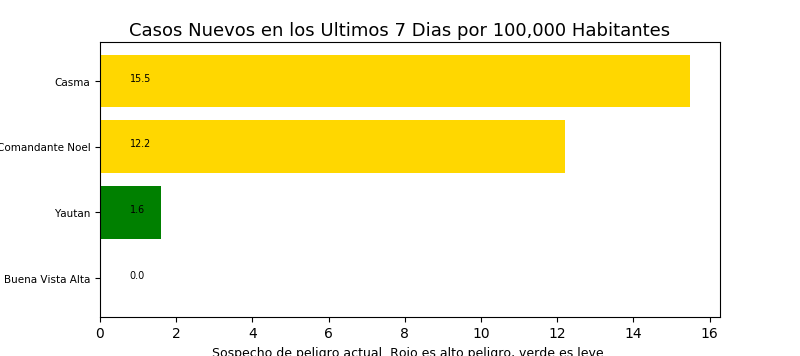 Casos Nuevos en los Ultimos 7 Dias por 100,000 Habitantes
Casma 15.5
Comandante Noel 12.2
Yautan 1.6
Buena Vista Alta 0.0
0 2 4 6 8 10 12 14 16
Sospecho de peligro actual. Rojo es alto peligro, verde es leve